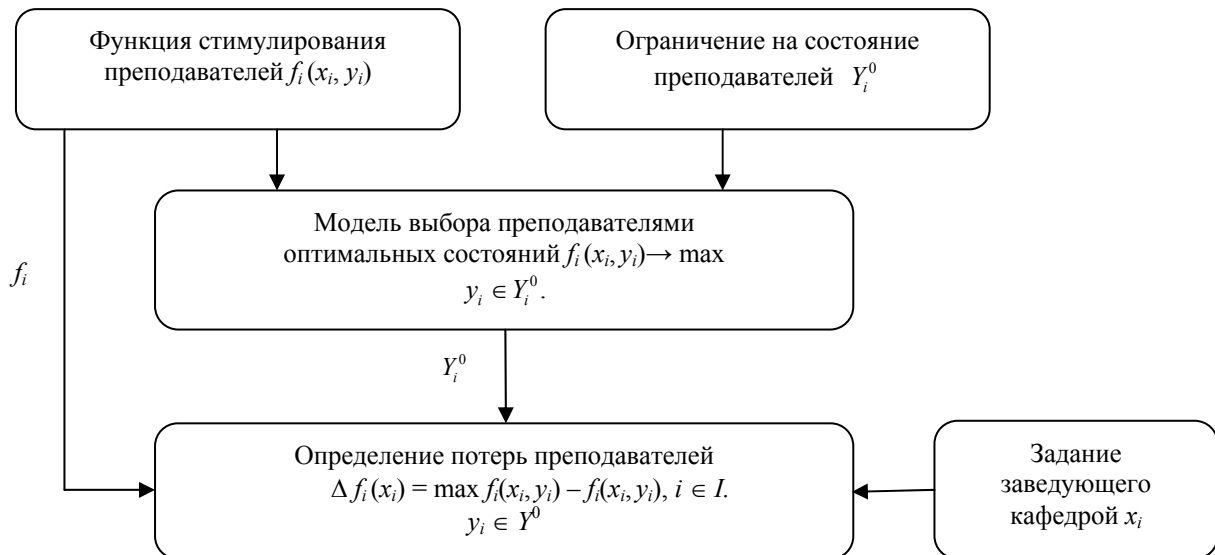 Функция стимулирования
преподавателей f_i (x_i, y_i)
Ограничение на состояние
преподавателей Y_i^0
Модель выбора преподавателями
оптимальных состояний f_i (x_i, y_i)→ max
y_i ∈ Y_i^0.
f_i
Y_i^0
Определение потерь преподавателей
Δ f_i (x_i) = max f_i(x_i, y_i) – f_i(x_i, y_i), i ∈ I.
y_i ∈ Y^0
Задание
заведующего
кафедрой x_i